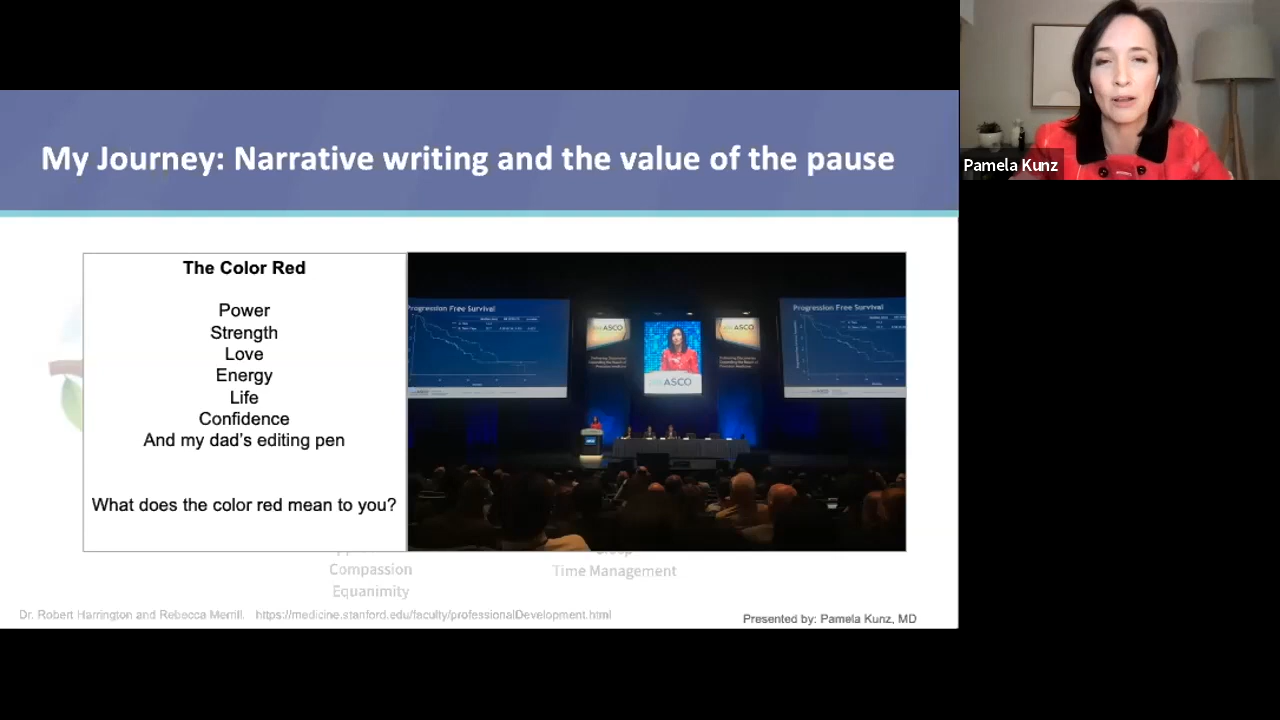 My Journey: Narrative writing and the value of the pause
Pamela Kunz
The Color Red
Power
Strength
Love
Energy
Life
Confidence
And my dad's editing pen
What does the color red mean to you?
Progression Free Survival
ASCO
ASCO
Progression Free Survival
ASCO
Compassion
Equanimity
Time Management
Dr. Robert Harrington and Rebecca Merrill. https://medicine.stanford.edu/faculty/professionalDevelopment.html
Presented by: Pamela Kunz, MD